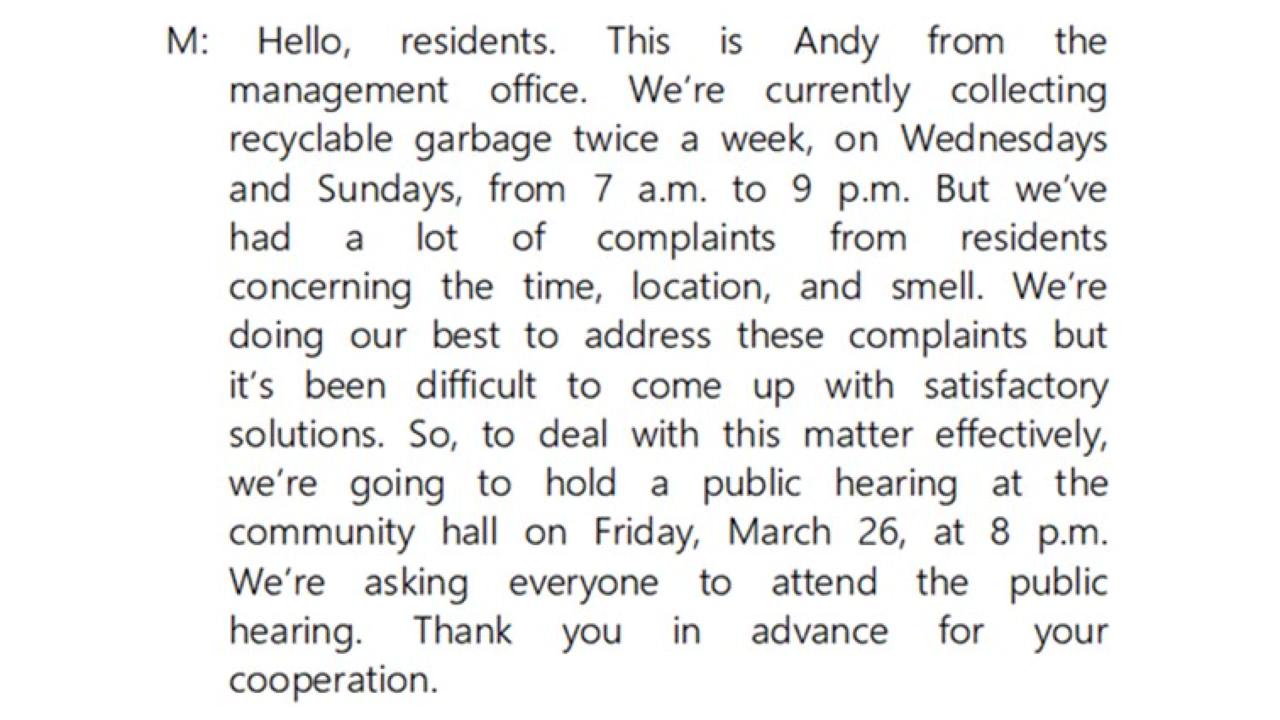 M: Hello, residents. This is Andy from the
management office. We’re currently collecting
recyclable garbage twice a week, on Wednesdays
and Sundays, from 7 a.m. to 9 p.m. But we’ve
had a lot of complaints from residents
concerning the time, location, and smell. We’re
doing our best to address these complaints but
it’s been difficult to come up with satisfactory
solutions. So, to deal with this matter effectively,
we’re going to hold a public hearing at the
community hall on Friday, March 26, at 8 p.m.
We’re asking everyone to attend the public
hearing. Thank you in advance for your
cooperation.